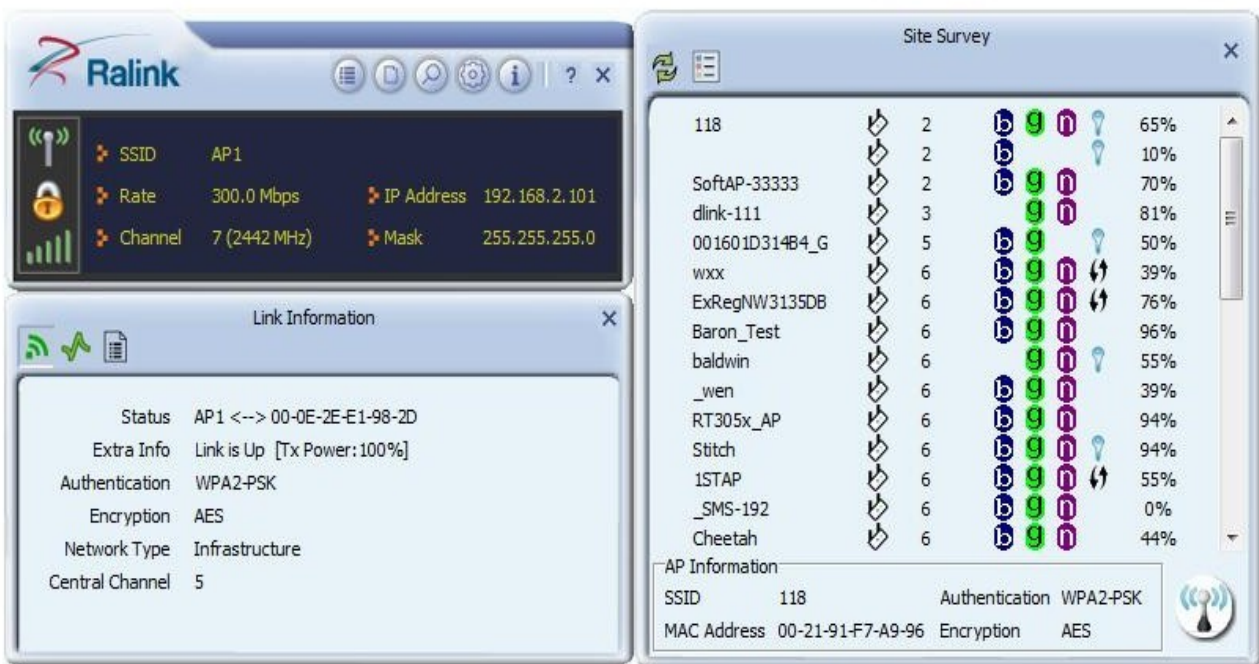 Ralink
i ? X
SSID AP1
Rate 300.0 Mbps IP Address 192.168.2.101
Channel 7 (2442 MHz) Mask 255.255.255.0
Link Information
Status AP1 <--> 00-0E-2E-E1-98-2D
Extra Info Link is Up [Tx Power:100%]
Authentication WPA2-PSK
Encryption AES
Network Type Infrastructure
Central Channel 5
Site Survey
118 2 b g n 65%
2 b 10%
SoftAP-33333 2 b g n 70%
dlink-111 3 g n 81%
001601D314B4_G 5 b g 50%
wxx 6 b g n 39%
ExRegNW3135DB 6 b g n 76%
Baron_Test 6 b g n 96%
baldwin 6 g n 55%
_wen 6 b g n 39%
RT305x_AP 6 b g n 94%
Stitch 6 b g n 94%
1STAP 6 b g n 55%
_SMS-192 6 b g n 0%
Cheetah 6 b g n 44%
AP Information
SSID 118 Authentication WPA2-PSK
MAC Address 00-21-91-F7-A9-96 Encryption AES